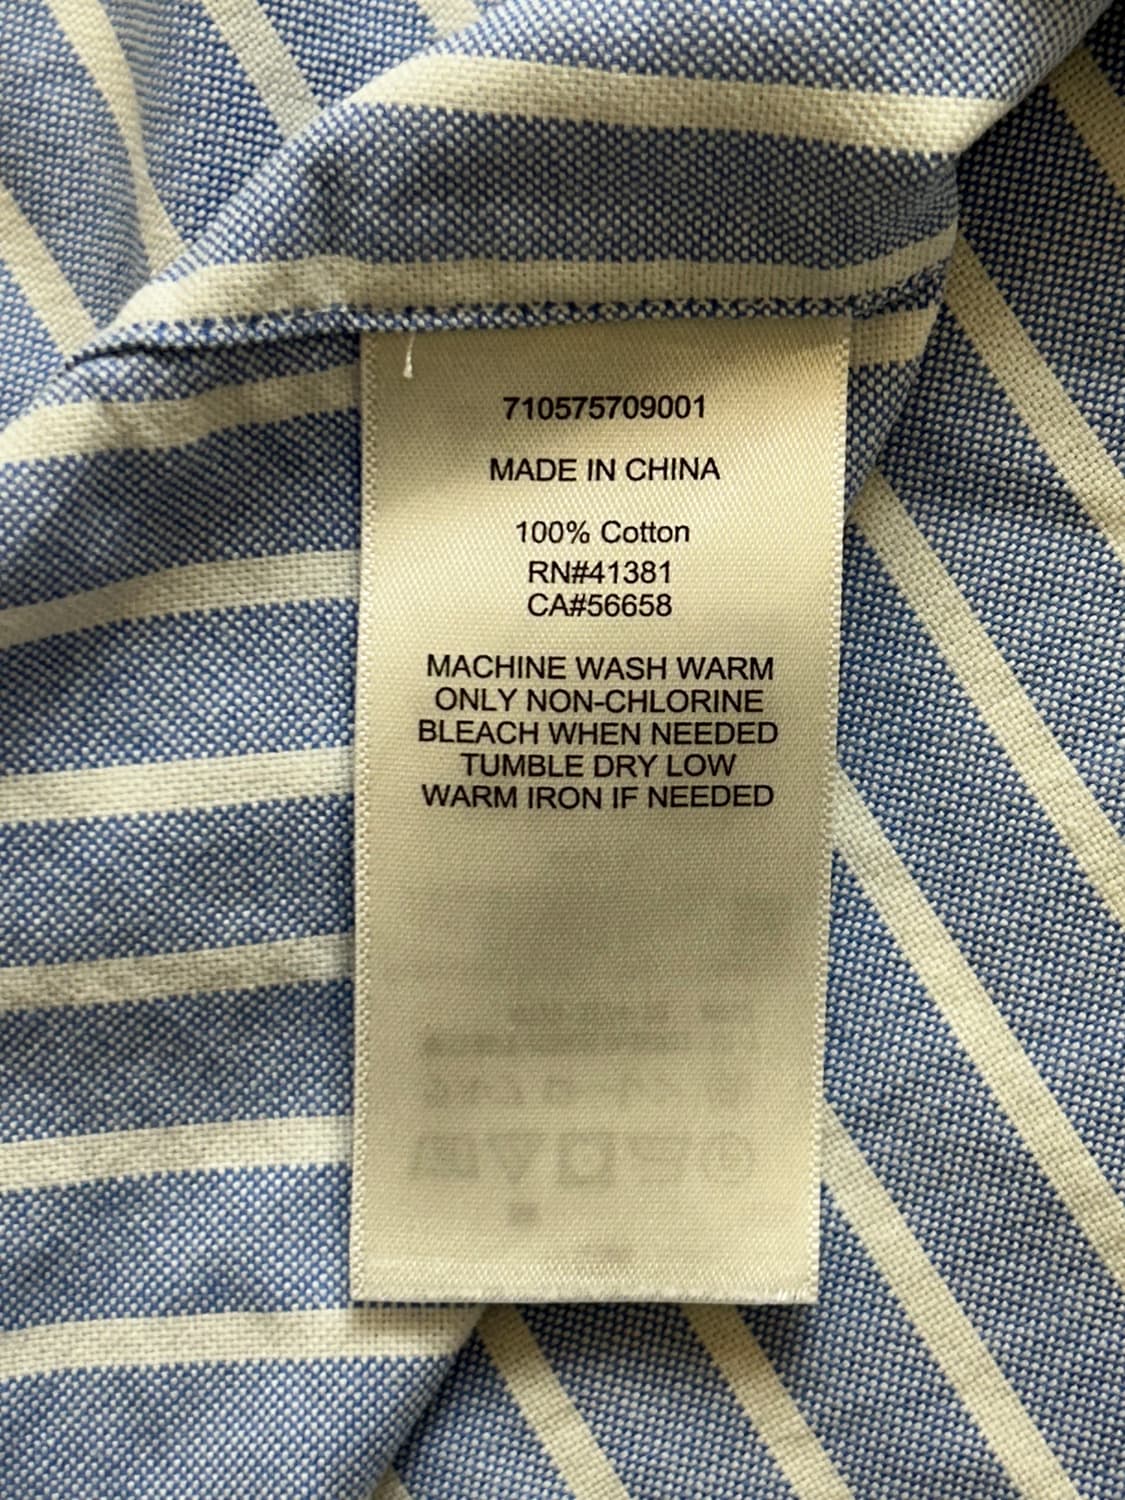 710575709001
MADE IN CHINA
100% Cotton
RN#41381
CA#56658
MACHINE WASH WARM
ONLY NON-CHLORINE
BLEACH WHEN NEEDED
TUMBLE DRY LOW
WARM IRON IF NEEDED